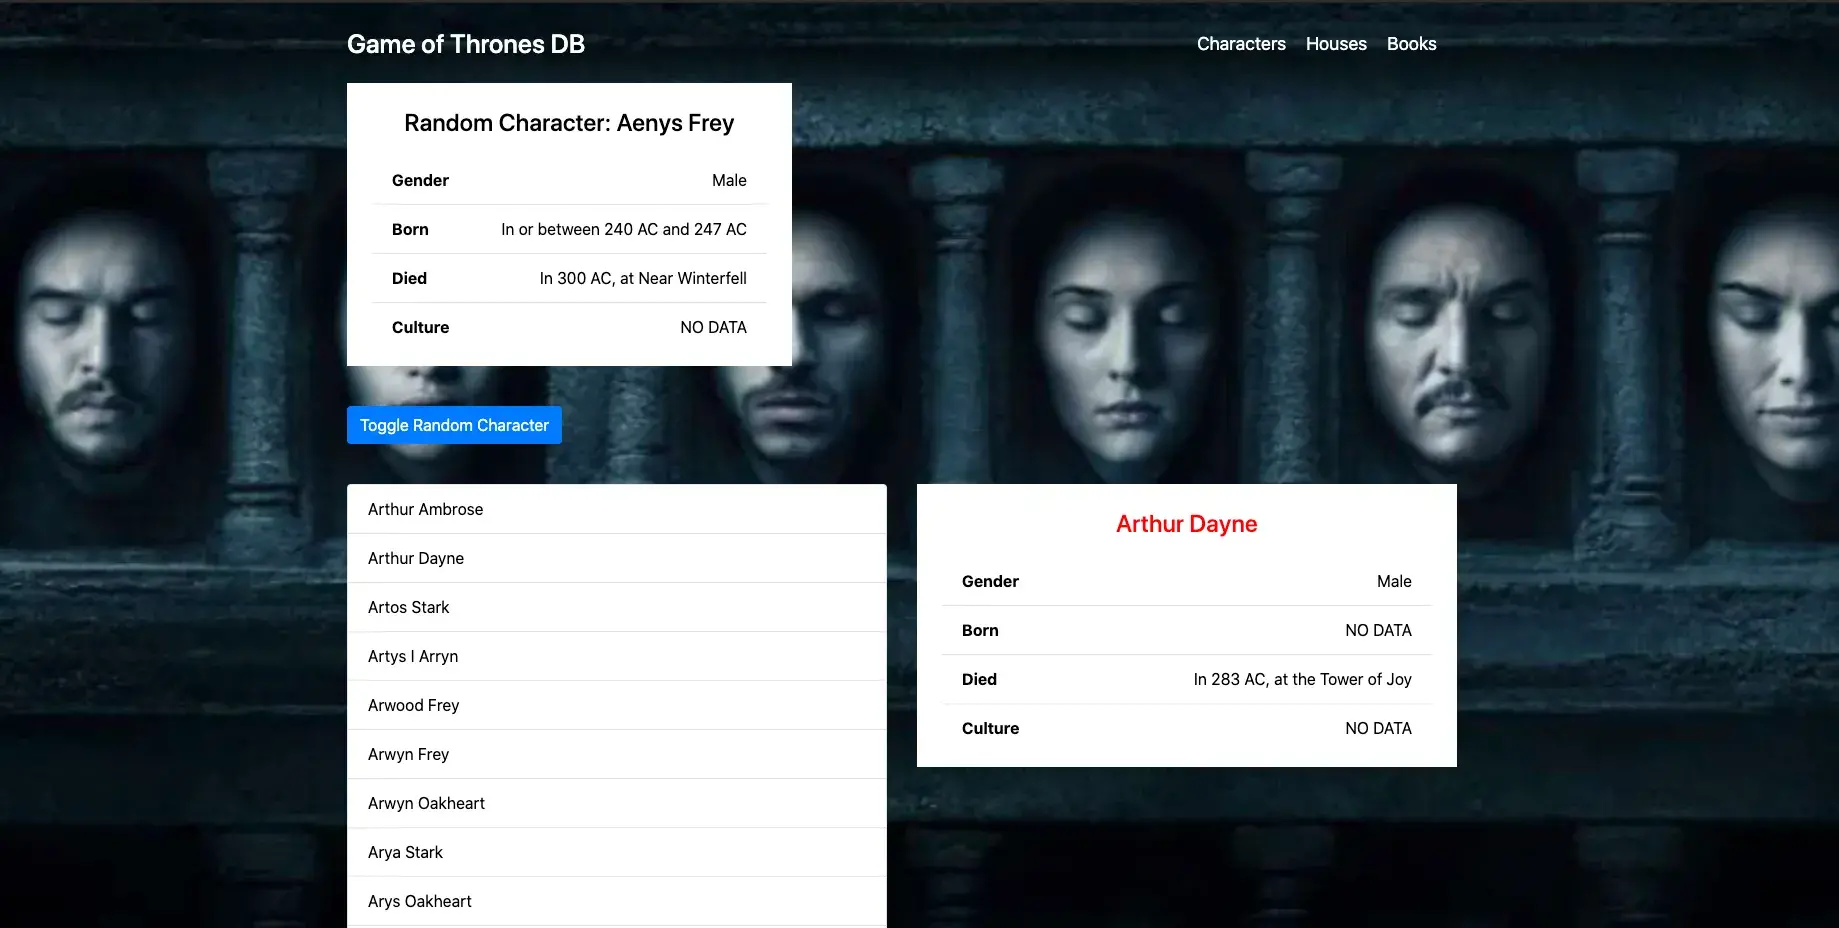 Game of Thrones DB
Characters Houses Books
Random Character: Aenys Frey
Gender Male
Born In or between 240 AC and 247 AC
Died In 300 AC, at Near Winterfell
Culture NO DATA
Toggle Random Character
Arthur Ambrose
Arthur Dayne
Artos Stark
Artys I Arryn
Arwood Frey
Arwyn Frey
Arwyn Oakheart
Arya Stark
Arys Oakheart
Arthur Dayne
Gender Male
Born NO DATA
Died In 283 AC, at the Tower of Joy
Culture NO DATA